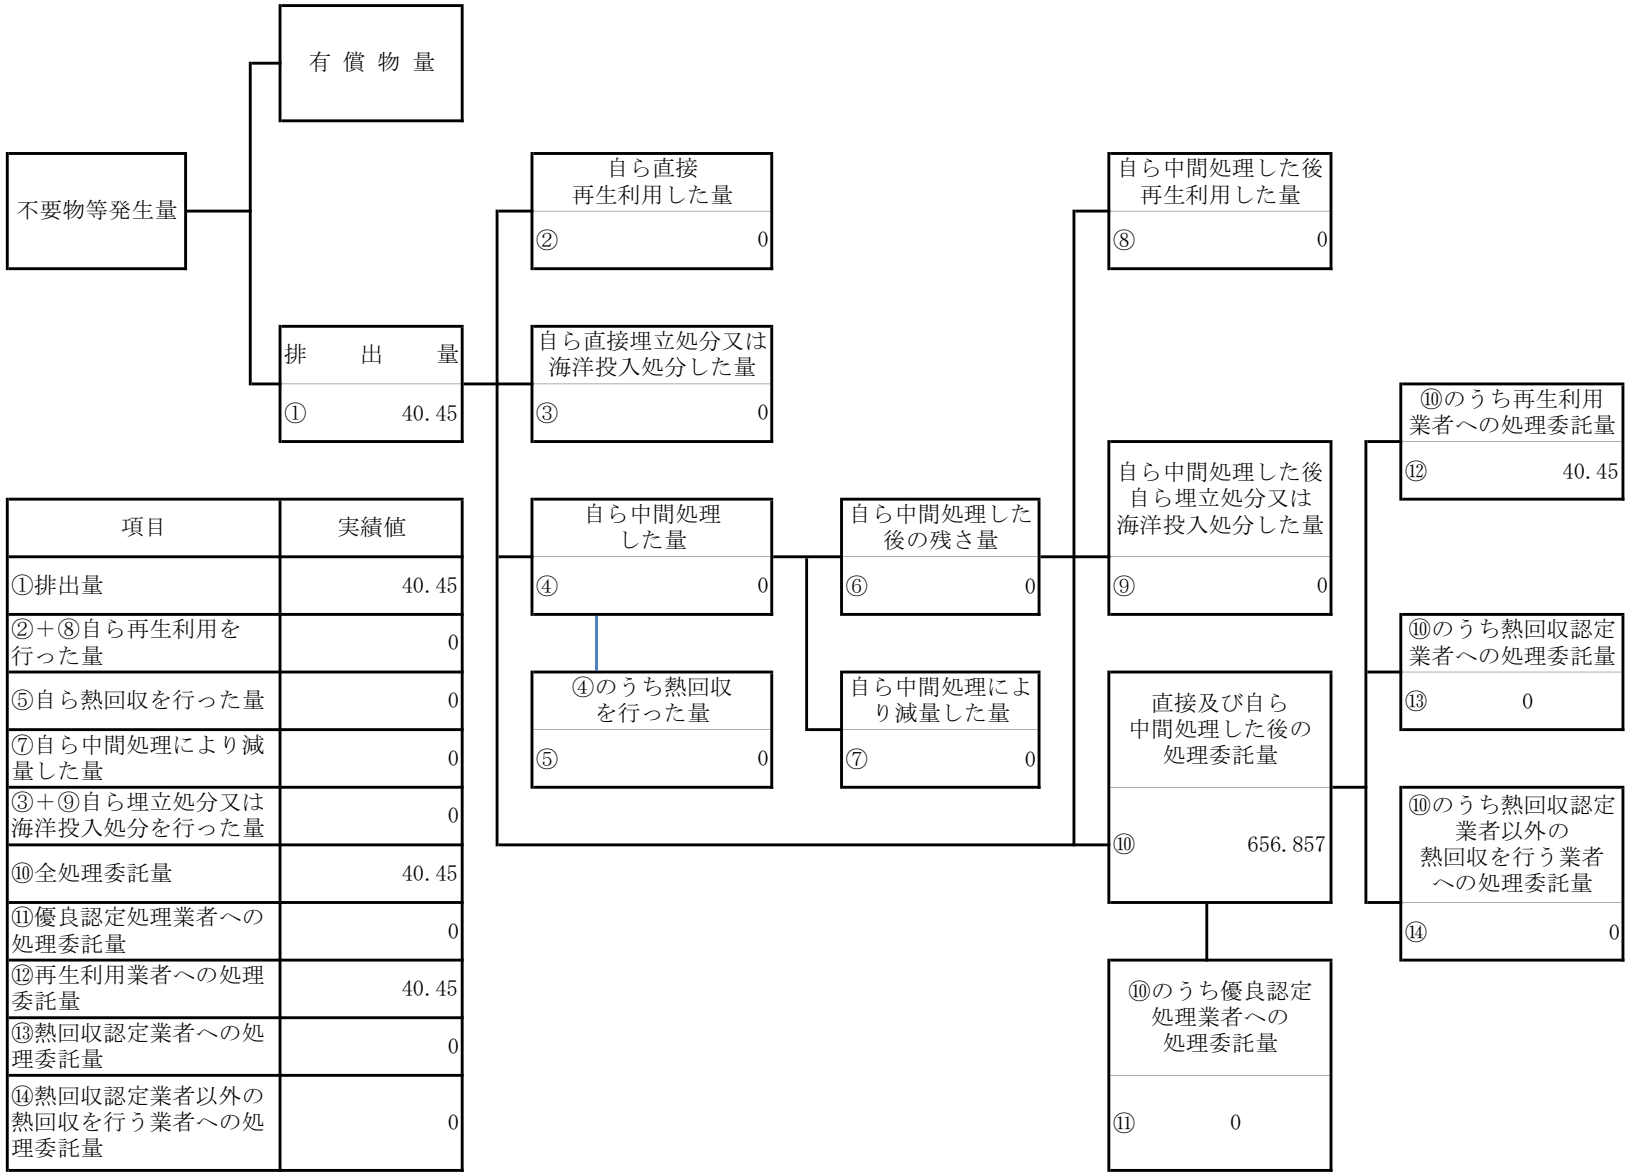 有 償 物 量
不要物等発生量
排 出 量
① 40.45
自ら直接
再生利用した量
② 0
自ら直接埋立処分又は
海洋投入処分した量
③ 0
自ら中間処理
した量
④ 0
④のうち熱回収
を行った量
⑤ 0
自ら中間処理した
後の残さ量
⑥ 0
自ら中間処理によ
り減量した量
⑦ 0
自ら中間処理した後
再生利用した量
⑧ 0
自ら中間処理した後
自ら埋立処分又は
海洋投入処分した量
⑨ 0
直接及び自ら
中間処理した後の
処理委託量
⑩ 656.857
⑩のうち優良認定
処理業者への
処理委託量
⑪ 0
⑩のうち再生利用
業者への処理委託量
⑫ 40.45
⑩のうち熱回収認定
業者への処理委託量
⑬ 0
⑩のうち熱回収認定
業者以外の
熱回収を行う業者
への処理委託量
⑭ 0
項目 実績値
①排出量 40.45
②＋⑧自ら再生利用を
行った量 0
⑤自ら熱回収を行った量 0
⑦自ら中間処理により減
量した量 0
③＋⑨自ら埋立処分又は
海洋投入処分を行った量 0
⑩全処理委託量 40.45
⑪優良認定処理業者への
処理委託量 0
⑫再生利用業者への処理
委託量 40.45
⑬熱回収認定業者への処
理委託量 0
⑭熱回収認定業者以外の
熱回収を行う業者への処
理委託量 0